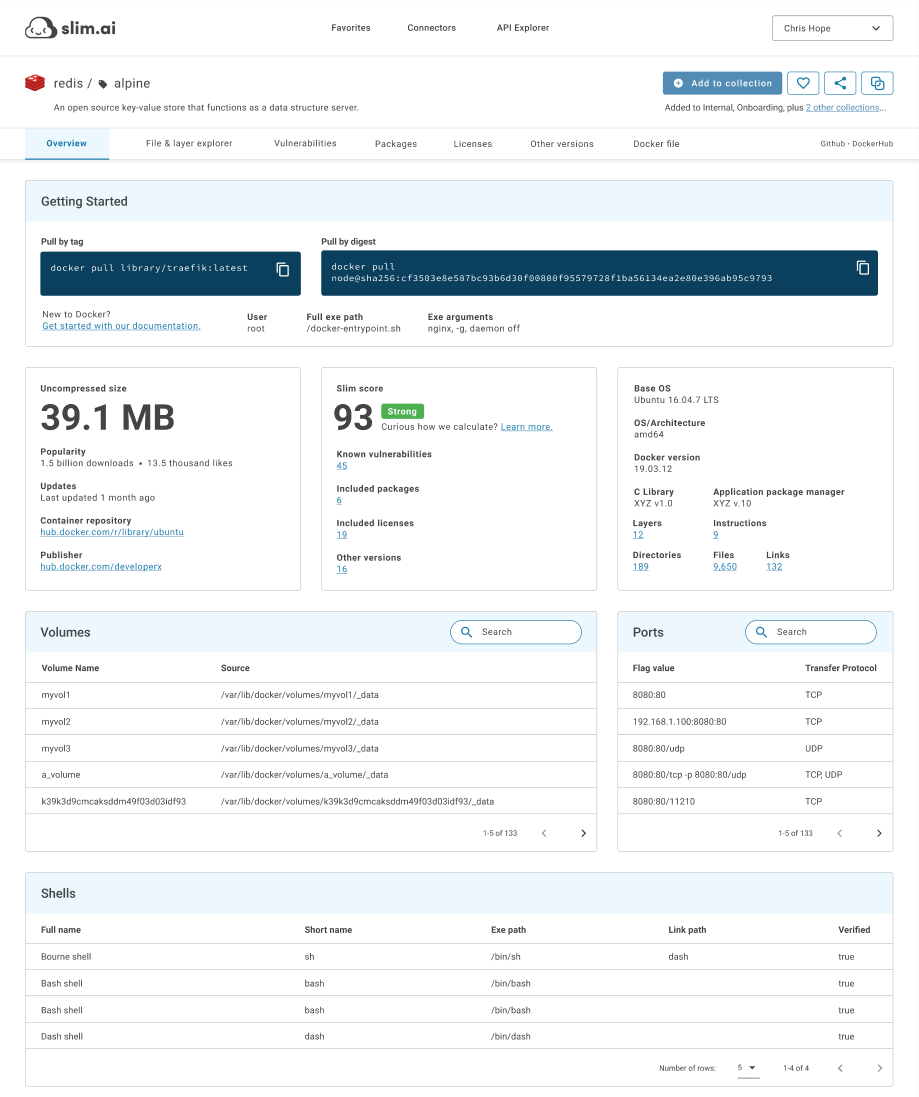 slim.ai
Favorites Connectors API Explorer Chris Hope
redis / alpine
An open source key-value store that functions as a data structure server.
Add to collection
Added to Internal, Onboarding, plus 2 other collections...
Overview File & layer explorer Vulnerabilities Packages Licenses Other versions Docker file Github · DockerHub
Getting Started
Pull by tag
docker pull library/traefik:latest
Pull by digest
docker pull
node@sha256:cf3503e8e587bc93b6d30f00800f95579728f1ba56134ea2e80e396ab95c9793
New to Docker?
Get started with our documentation.
User
root
Full exe path
/docker-entrypoint.sh
Exe arguments
nginx, -g, daemon off
Uncompressed size
39.1 MB
Popularity
1.5 billion downloads • 13.5 thousand likes
Updates
Last updated 1 month ago
Container repository
hub.docker.com/r/library/ubuntu
Publisher
hub.docker.com/developerx
Slim score
93
Strong
Curious how we calculate? Learn more.
Known vulnerabilities
45
Included packages
6
Included licenses
19
Other versions
16
Base OS
Ubuntu 16.04.7 LTS
OS/Architecture
amd64
Docker version
19.03.12
C Library Application package manager
XYZ v1.0 XYZ v.10
Layers Instructions
12 9
Directories Files Links
189 9,650 132
Volumes
Search
Volume Name Source
myvol1 /var/lib/docker/volumes/myvol1/_data
myvol2 /var/lib/docker/volumes/myvol2/_data
myvol3 /var/lib/docker/volumes/myvol3/_data
a_volume /var/lib/docker/volumes/a_volume/_data
k39k3d9cmcaksddm49f03d03idf93 /var/lib/docker/volumes/k39k3d9cmcaksddm49f03d03idf93/_data
1-5 of 133
Ports
Search
Flag value Transfer Protocol
8080:80 TCP
192.168.1.100:8080:80 TCP
8080:80/udp UDP
8080:80/tcp -p 8080:80/udp TCP, UDP
8080:80/11210 TCP
1-5 of 133
Shells
Full name Short name Exe path Link path Verified
Bourne shell sh /bin/sh dash true
Bash shell bash /bin/bash true
Bash shell bash /bin/bash true
Dash shell dash /bin/dash true
Number of rows: 5 1-4 of 4